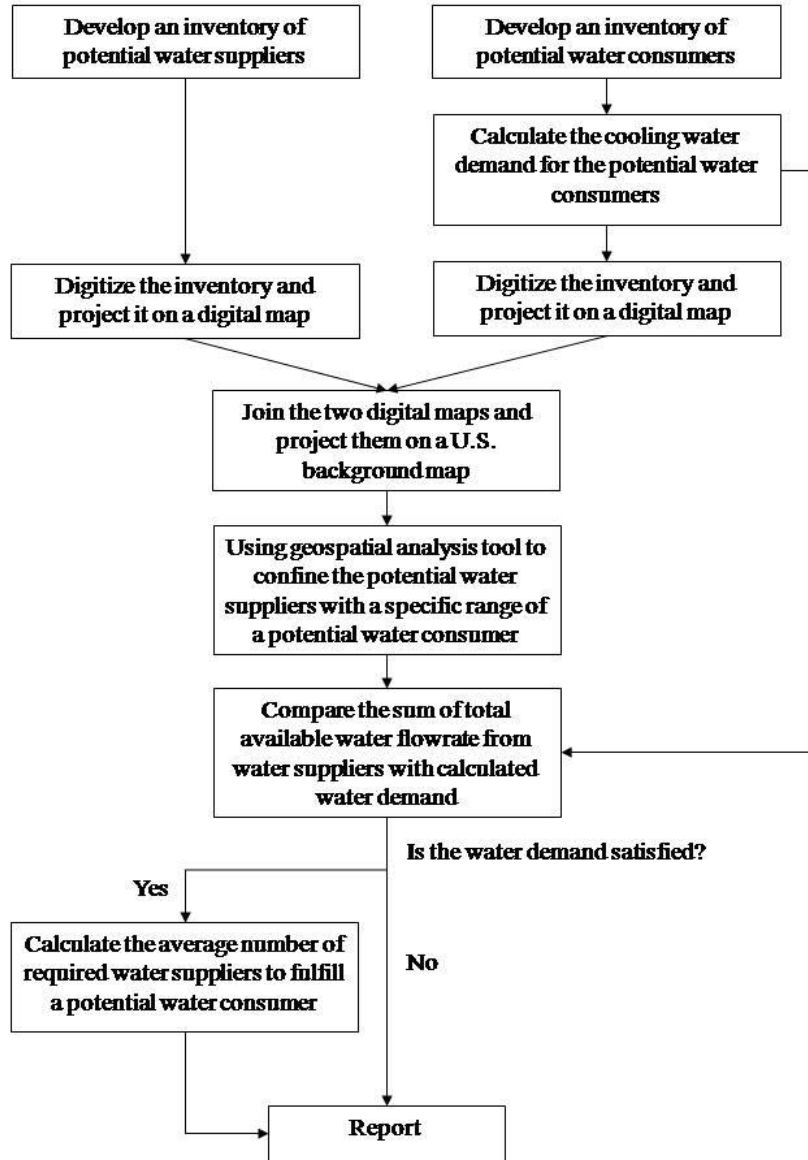 Develop an inventory of
potential water suppliers
Develop an inventory of
potential water consumers
Calculate the cooling water
demand for the potential water
consumers
Digitize the inventory and
project it on a digital map
Digitize the inventory and
project it on a digital map
Join the two digital maps and
project them on a U.S.
background map
Using geospatial analysis tool to
confine the potential water
suppliers with a specific range of
a potential water consumer
Compare the sum of total
available water flowrate from
water suppliers with calculated
water demand
Is the water demand satisfied?
Yes
Calculate the average number of
required water suppliers to fulfill
a potential water consumer
No
Report